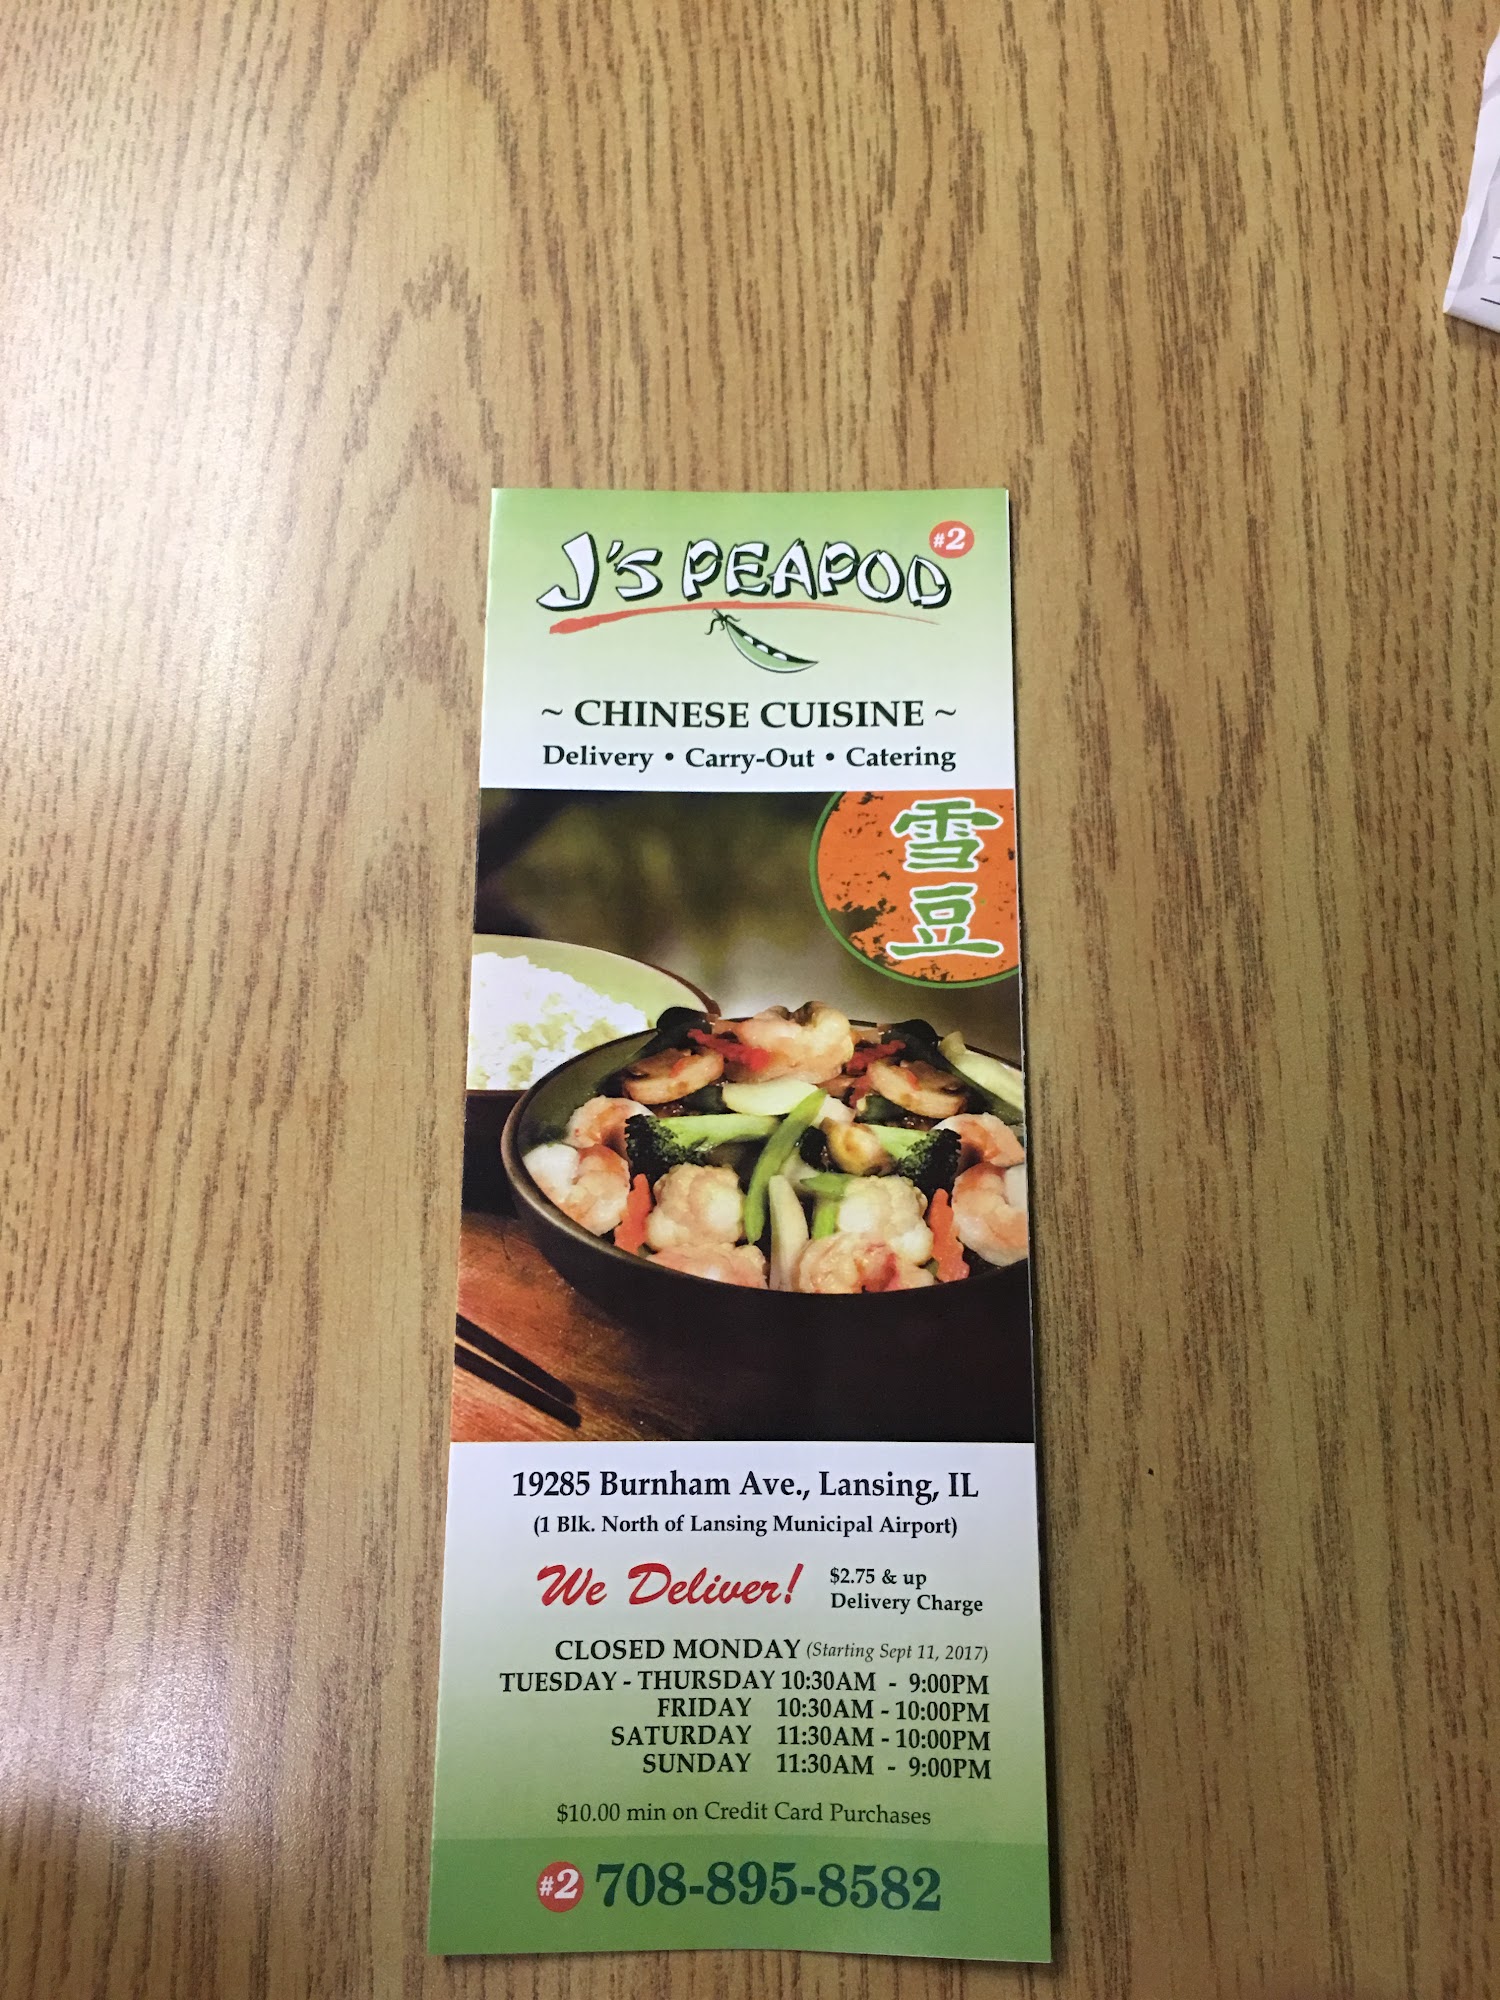 J's PEAPOD #2
~ CHINESE CUISINE ~
Delivery • Carry-Out • Catering
雪
豆
19285 Burnham Ave., Lansing, IL
(1 Blk. North of Lansing Municipal Airport)
We Deliver!
$2.75 & up
Delivery Charge
CLOSED MONDAY (Starting Sept 11, 2017)
TUESDAY - THURSDAY 10:30AM - 9:00PM
FRIDAY 10:30AM - 10:00PM
SATURDAY 11:30AM - 10:00PM
SUNDAY 11:30AM - 9:00PM
$10.00 min on Credit Card Purchases
#2 708-895-8582